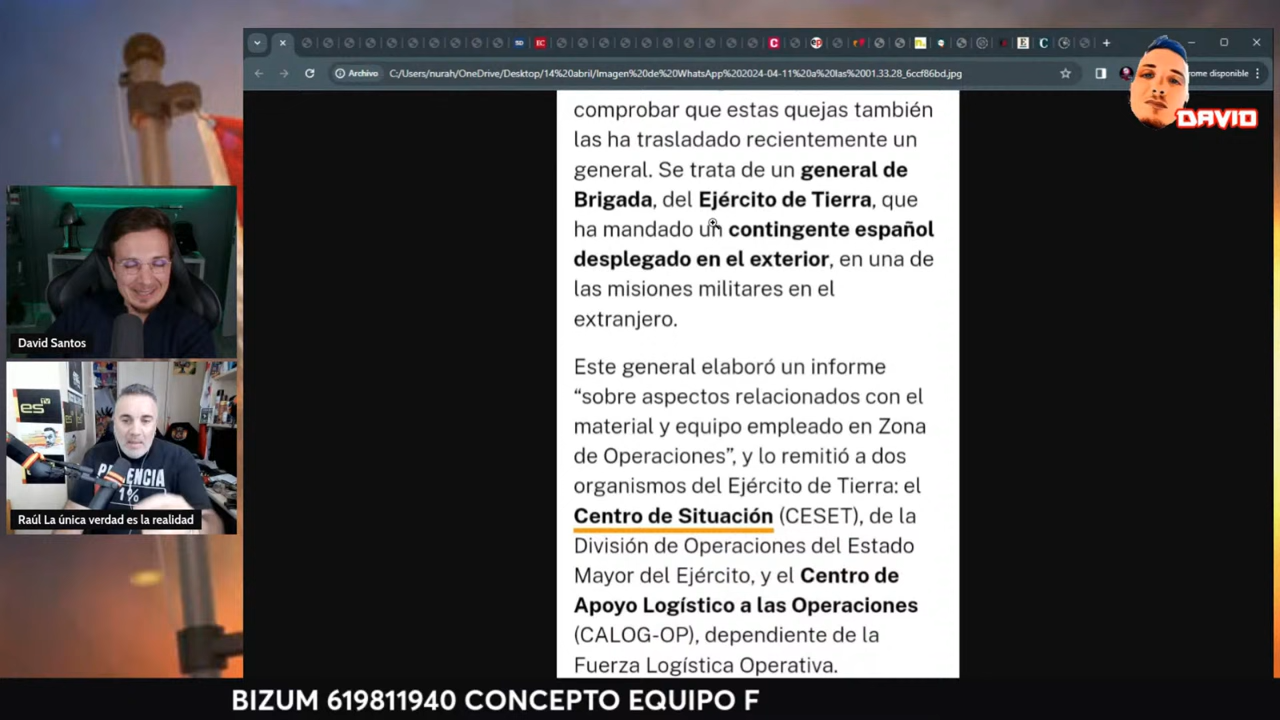 Archivo
C:/Users/nurah/OneDrive/Desktop/14%20abril/Imagen%20de%20WhatsApp%202024-04-11%20a%20las%2001.33.28_6ccf86bd.jpg
ome disponible
DAVID
comprobar que estas quejas también
las ha trasladado recientemente un
general. Se trata de un general de
Brigada, del Ejército de Tierra, que
ha mandado un contingente español
desplegado en el exterior, en una de
las misiones militares en el
extranjero.
Este general elaboró un informe
“sobre aspectos relacionados con el
material y equipo empleado en Zona
de Operaciones”, y lo remitió a dos
organismos del Ejército de Tierra: el
Centro de Situación (CESET), de la
División de Operaciones del Estado
Mayor del Ejército, y el Centro de
Apoyo Logístico a las Operaciones
(CALOG-OP), dependiente de la
Fuerza Logística Operativa.
David Santos
es
1%
Raúl La única verdad es la realidad
BIZUM 619811940 CONCEPTO EQUIPO F